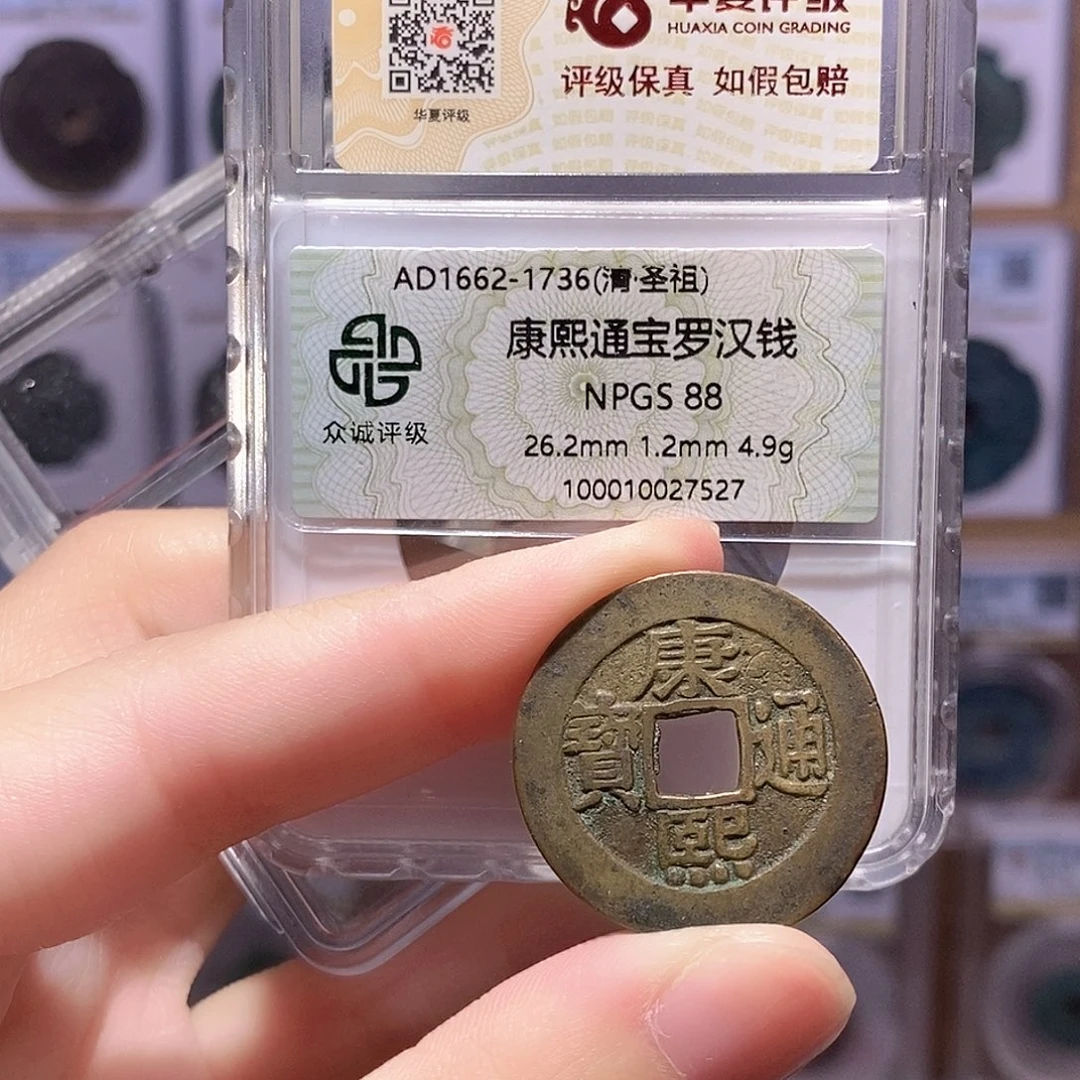 华夏评级
HUAXIA COIN GRADING
评级保真 如假包赔
华夏评级
AD1662-1736(清·圣祖)
康熙通宝罗汉钱
NPGS 88
众诚评级
26.2mm 1.2mm 4.9g
100010027527
康熙通寳